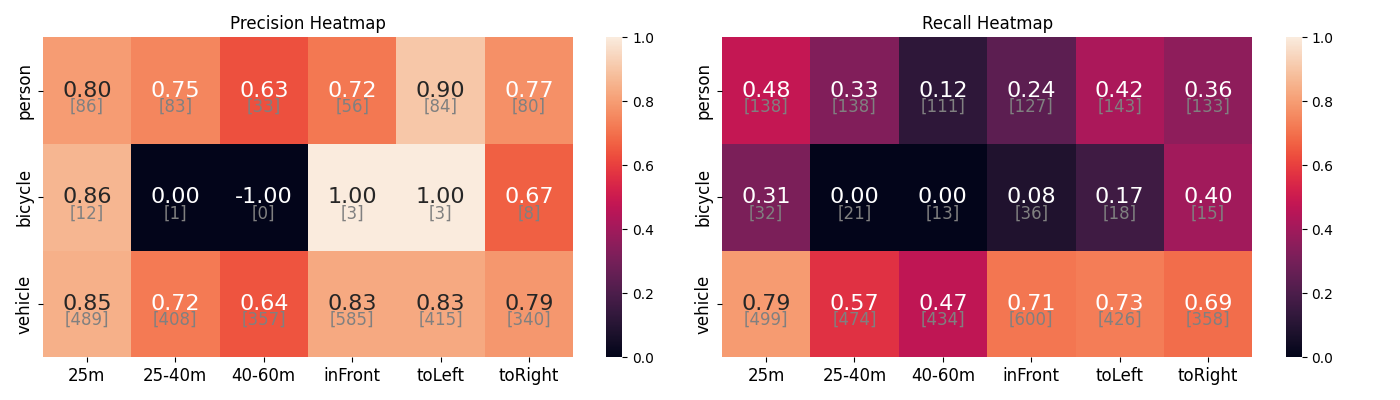 Precision Heatmap
person 0.80 0.75 0.63 0.72 0.90 0.77
[86] [83] [56] [84] [80]
bicycle 0.86 0.00 -1.00 1.00 1.00 0.67
[12] [1] [0] [3] [3] [8]
vehicle 0.85 0.72 0.64 0.83 0.83 0.79
[489] [408] [357] [585] [415] [340]
25m 25-40m 40-60m inFront toLeft toRight
1.0
0.8
0.6
0.4
0.2
0.0
Recall Heatmap
person 0.48 0.33 0.12 0.24 0.42 0.36
[138] [138] [111] [127] [143] [133]
bicycle 0.31 0.00 0.00 0.08 0.17 0.40
[32] [21] [13] [36] [18] [15]
vehicle 0.79 0.57 0.47 0.71 0.73 0.69
[499] [474] [434] [600] [426] [358]
25m 25-40m 40-60m inFront toLeft toRight
1.0
0.8
0.6
0.4
0.2
0.0